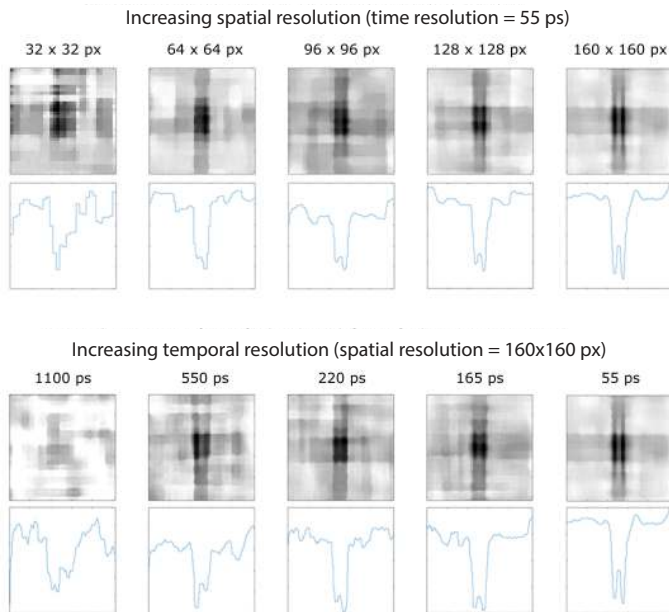 Increasing spatial resolution (time resolution = 55 ps)
32 x 32 px 64 x 64 px 96 x 96 px 128 x 128 px 160 x 160 px
Increasing temporal resolution (spatial resolution = 160x160 px)
1100 ps 550 ps 220 ps 165 ps 55 ps